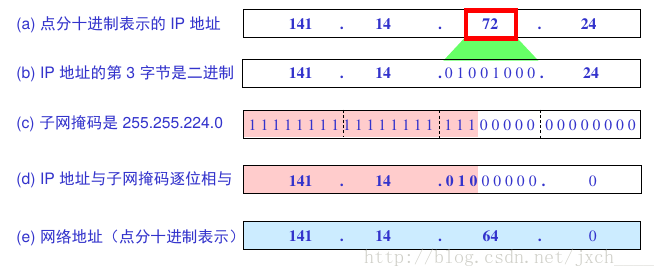 (a) 点分十进制表示的 IP 地址 141 . 14 . 72 . 24
(b) IP 地址的第 3 字节是二进制 141 . 14 .01001000. 24
(c) 子网掩码是 255.255.224.0 11111111 11111111 11100000 00000000
(d) IP 地址与子网掩码逐位相与 141 . 14 .01000000. 0
(e) 网络地址（点分十进制表示） 141 . 14 . 64 . 0
http://blog.csdn.net/jxch____